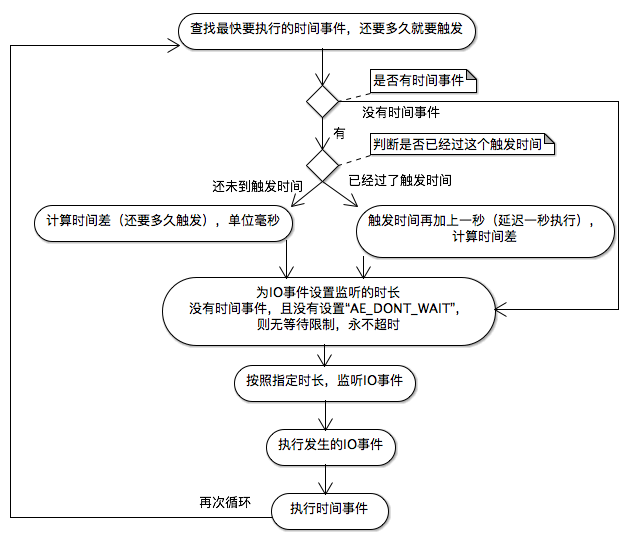 查找最快要执行的时间事件，还要多久就要触发
是否有时间事件
没有时间事件
有
判断是否已经过这个触发时间
还未到触发时间
已经过了触发时间
计算时间差（还要多久触发），单位毫秒
触发时间再加上一秒（延迟一秒执行），
计算时间差
为IO事件设置监听的时长
没有时间事件，且没有设置“AE_DONT_WAIT”，
则无等待限制，永不超时
按照指定时长，监听IO事件
执行发生的IO事件
再次循环
执行时间事件